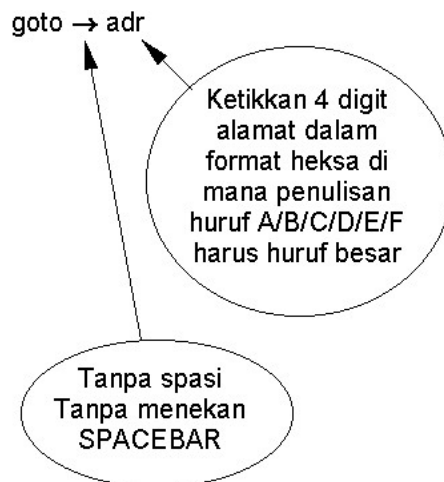 goto → adr
Ketikkan 4 digit
alamat dalam
format heksa di
mana penulisan
huruf A/B/C/D/E/F
harus huruf besar
Tanpa spasi
Tanpa menekan
SPACEBAR